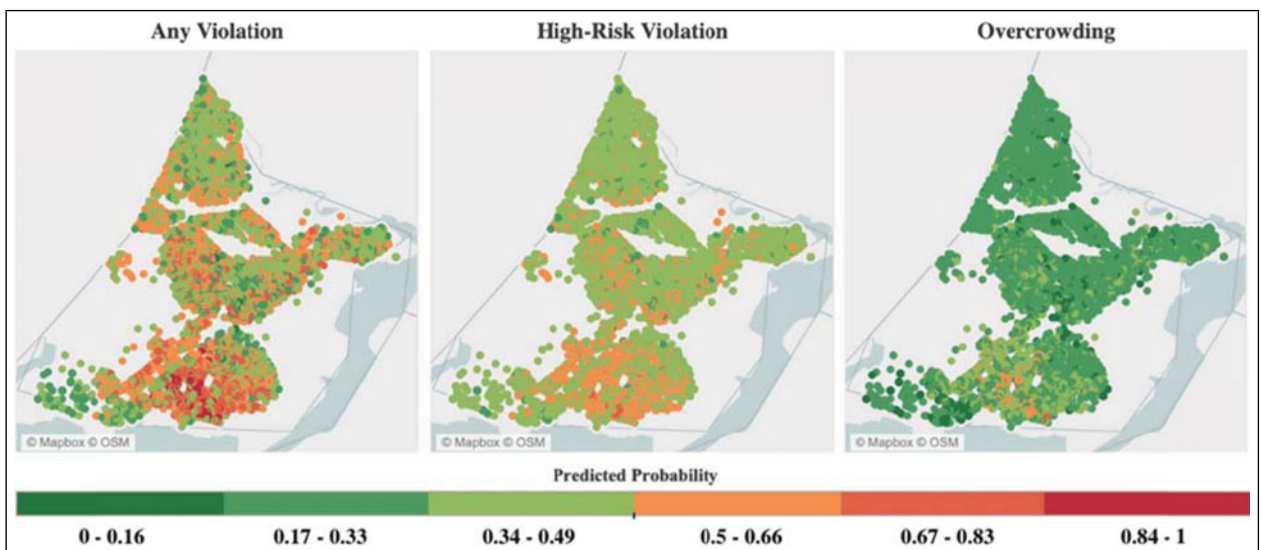 Any Violation
High-Risk Violation
Overcrowding
© Mapbox © OSM
© Mapbox © OSM
© Mapbox © OSM
Predicted Probability
0 - 0.16
0.17 - 0.33
0.34 - 0.49
0.5 - 0.66
0.67 - 0.83
0.84 - 1